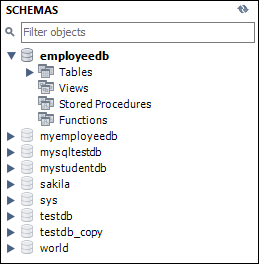 SCHEMAS
Filter objects
employeedb
Tables
Views
Stored Procedures
Functions
myemployeedb
mysqltestdb
mystudentdb
sakila
sys
testdb
testdb_copy
world